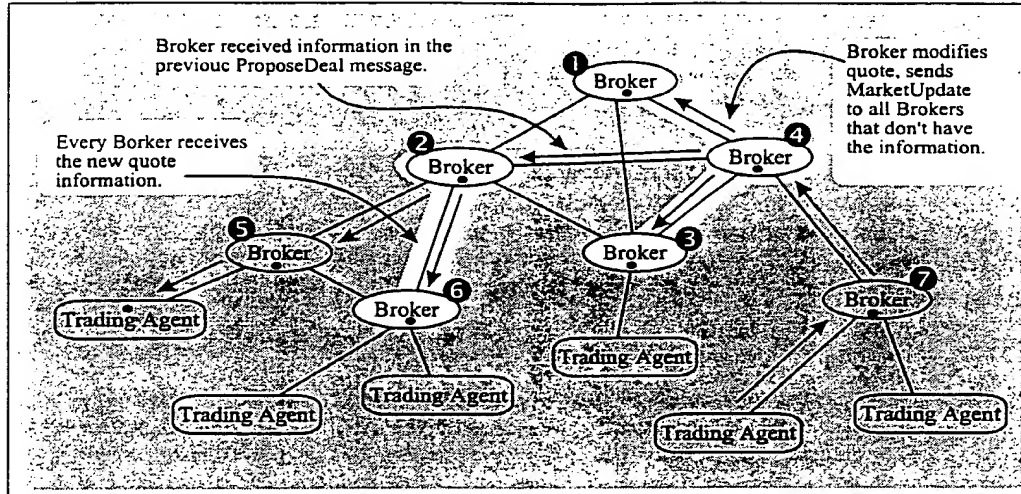 Broker received information in the
previouc ProposeDeal message.
Broker modifies
quote, sends
MarketUpdate
to all Brokers
that don't have
the information.
Every Borker receives
the new quote
information.
1
Broker
2
Broker
4
Broker
5
Broker
3
Broker
6
Broker
7
Broker
Trading Agent
Trading Agent
Trading Agent
Trading Agent
Trading Agent
Trading Agent